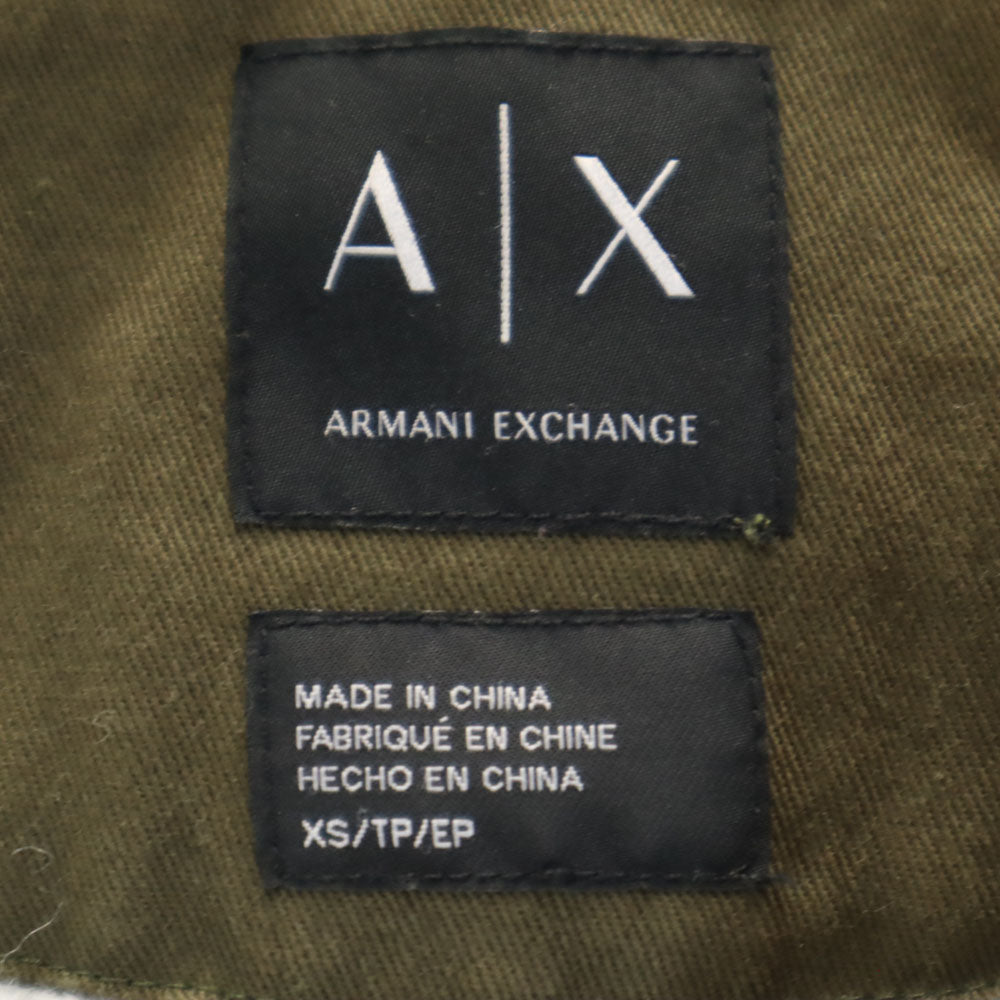 A|X
ARMANI EXCHANGE
MADE IN CHINA
FABRIQUÉ EN CHINE
HECHO EN CHINA
XS/TP/EP